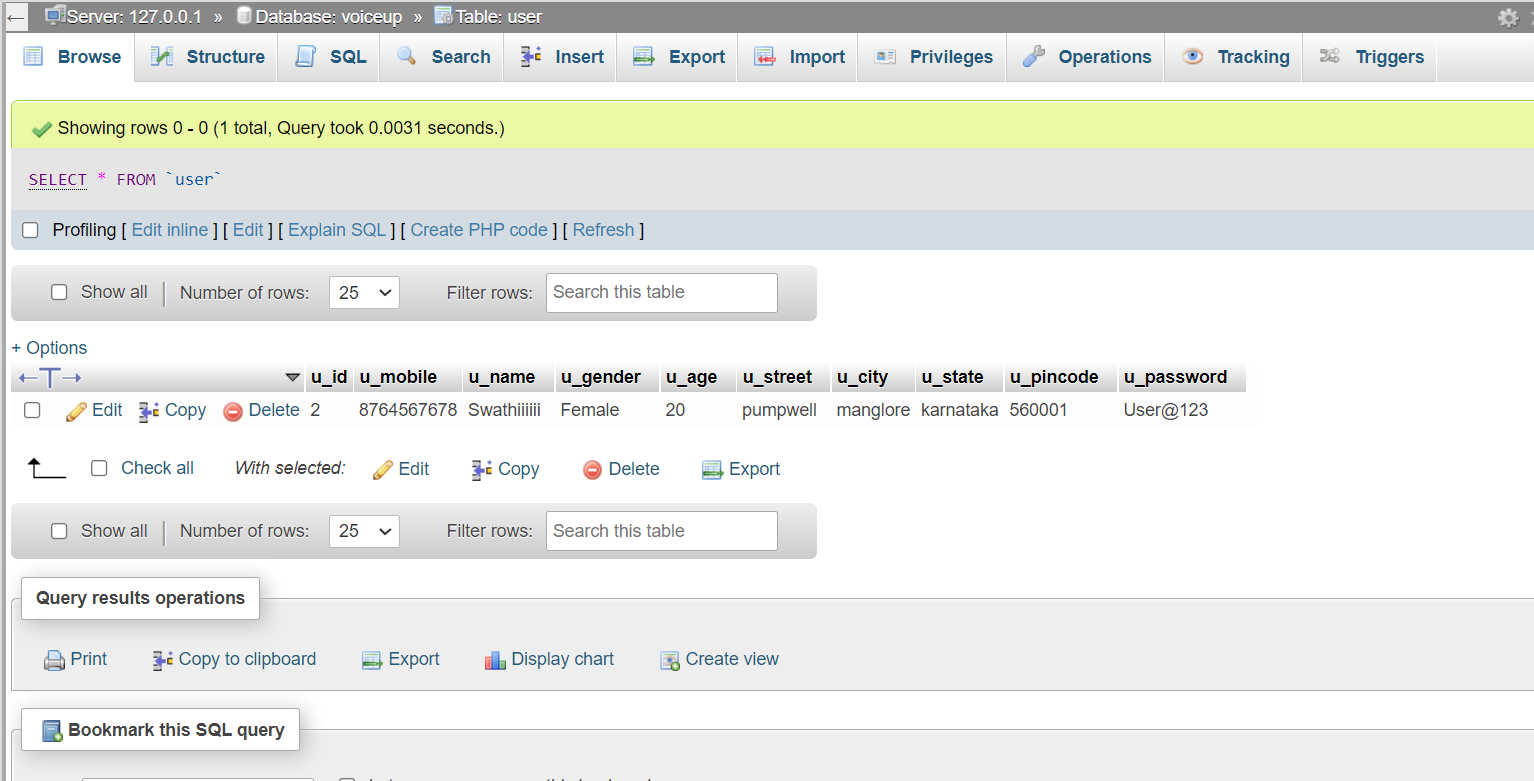 Server: 127.0.0.1 » Database: voiceup » Table: user
Browse Structure SQL Search Insert Export Import Privileges Operations Tracking Triggers
Showing rows 0 - 0 (1 total, Query took 0.0031 seconds.)
SELECT * FROM `user`
Profiling [ Edit inline ] [ Edit ] [ Explain SQL ] [ Create PHP code ] [ Refresh ]
Show all | Number of rows: 25 Filter rows: Search this table
+ Options
←T→ u_id u_mobile u_name u_gender u_age u_street u_city u_state u_pincode u_password
Edit Copy Delete 2 8764567678 Swathiiiiii Female 20 pumpwell manglore karnataka 560001 User@123
Check all With selected: Edit Copy Delete Export
Show all | Number of rows: 25 Filter rows: Search this table
Query results operations
Print Copy to clipboard Export Display chart Create view
Bookmark this SQL query